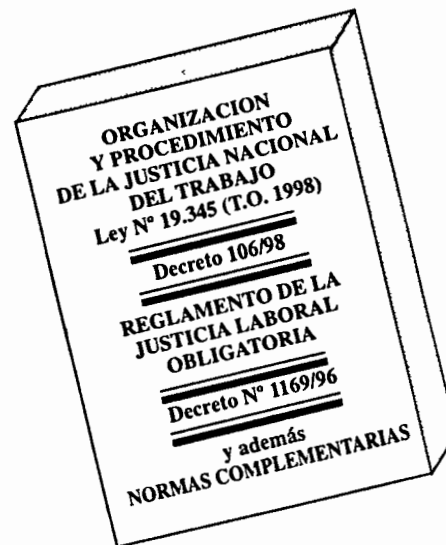 ORGANIZACION
Y PROCEDIMIENTO
DE LA JUSTICIA NACIONAL
DEL TRABAJO
Ley Nº 19.345 (T.O. 1998)
Decreto 106/98
REGLAMENTO DE LA
JUSTICIA LABORAL
OBLIGATORIA
Decreto Nº 1169/96
y además
NORMAS COMPLEMENTARIAS